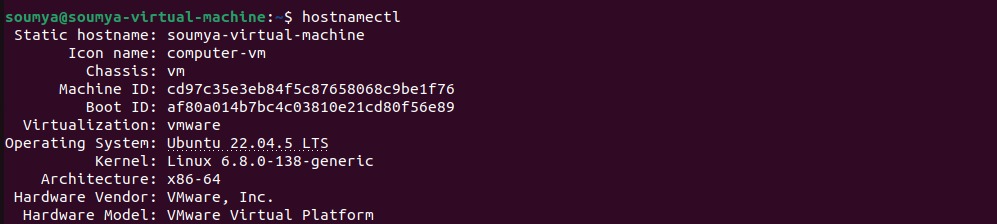 soumya@soumya-virtual-machine:~$ hostnamectl
Static hostname: soumya-virtual-machine
Icon name: computer-vm
Chassis: vm
Machine ID: cd97c35e3eb84f5c87658068c9be1f76
Boot ID: af80a014b7bc4c03810e21cd80f56e89
Virtualization: vmware
Operating System: Ubuntu 22.04.5 LTS
Kernel: Linux 6.8.0-138-generic
Architecture: x86-64
Hardware Vendor: VMware, Inc.
Hardware Model: VMware Virtual Platform